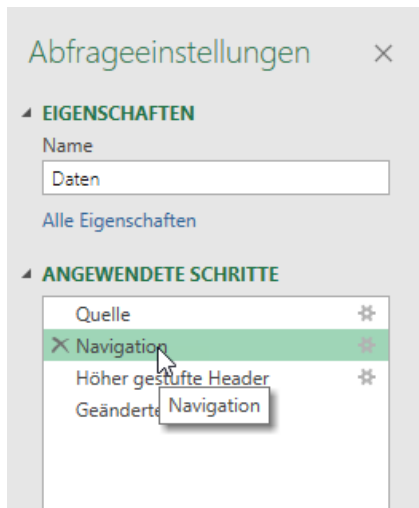 Abfrageeinstellungen
EIGENSCHAFTEN
Name
Daten
Alle Eigenschaften
ANGEWENDETE SCHRITTE
Quelle
Navigation
Höher gestufte Header
Geänderte
Navigation